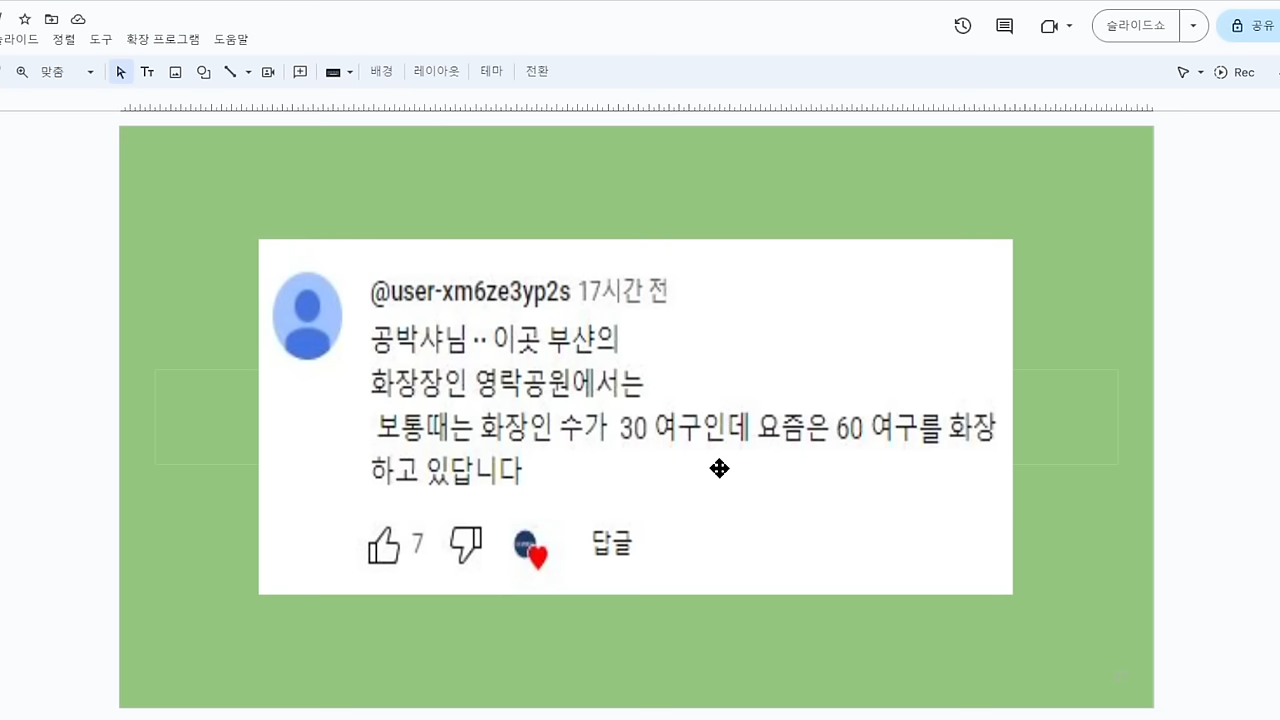 슬라이드 정렬 도구 확장 프로그램 도움말
슬라이드쇼
공유
맞춤
Tт
배경
레이아웃
테마
전환
Rec
@user-xm6ze3yp2s 17시간 전
공박샤님·· 이곳 부샨의
화장장인 영락공원에서는
보통때는 화장인 수가 30 여구인데 요즘은 60 여구를 화장
하고 있답니다
7
답글